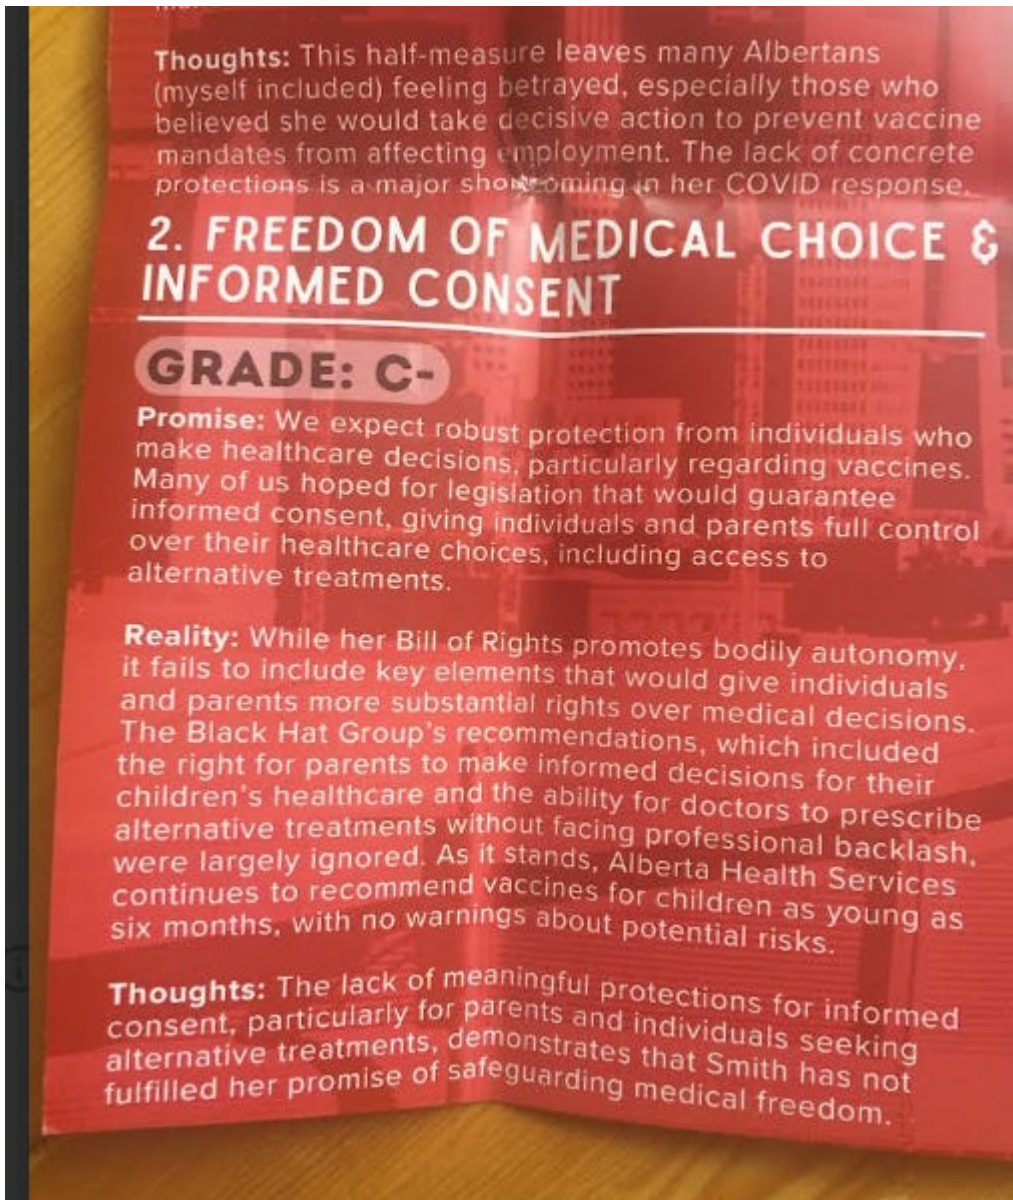 Thoughts: This half-measure leaves many Albertans
(myself included) feeling betrayed, especially those who
believed she would take decisive action to prevent vaccine
mandates from affecting employment. The lack of concrete
protections is a major shortcoming in her COVID response.
2. FREEDOM OF MEDICAL CHOICE &
INFORMED CONSENT
GRADE: C-
Promise: We expect robust protection from individuals who
make healthcare decisions, particularly regarding vaccines.
Many of us hoped for legislation that would guarantee
informed consent, giving individuals and parents full control
over their healthcare choices, including access to
alternative treatments.
Reality: While her Bill of Rights promotes bodily autonomy,
it fails to include key elements that would give individuals
and parents more substantial rights over medical decisions.
The Black Hat Group's recommendations, which included
the right for parents to make informed decisions for their
children's healthcare and the ability for doctors to prescribe
alternative treatments without facing professional backlash,
were largely ignored. As it stands, Alberta Health Services
continues to recommend vaccines for children as young as
six months, with no warnings about potential risks.
Thoughts: The lack of meaningful protections for informed
consent, particularly for parents and individuals seeking
alternative treatments, demonstrates that Smith has not
fulfilled her promise of safeguarding medical freedom.